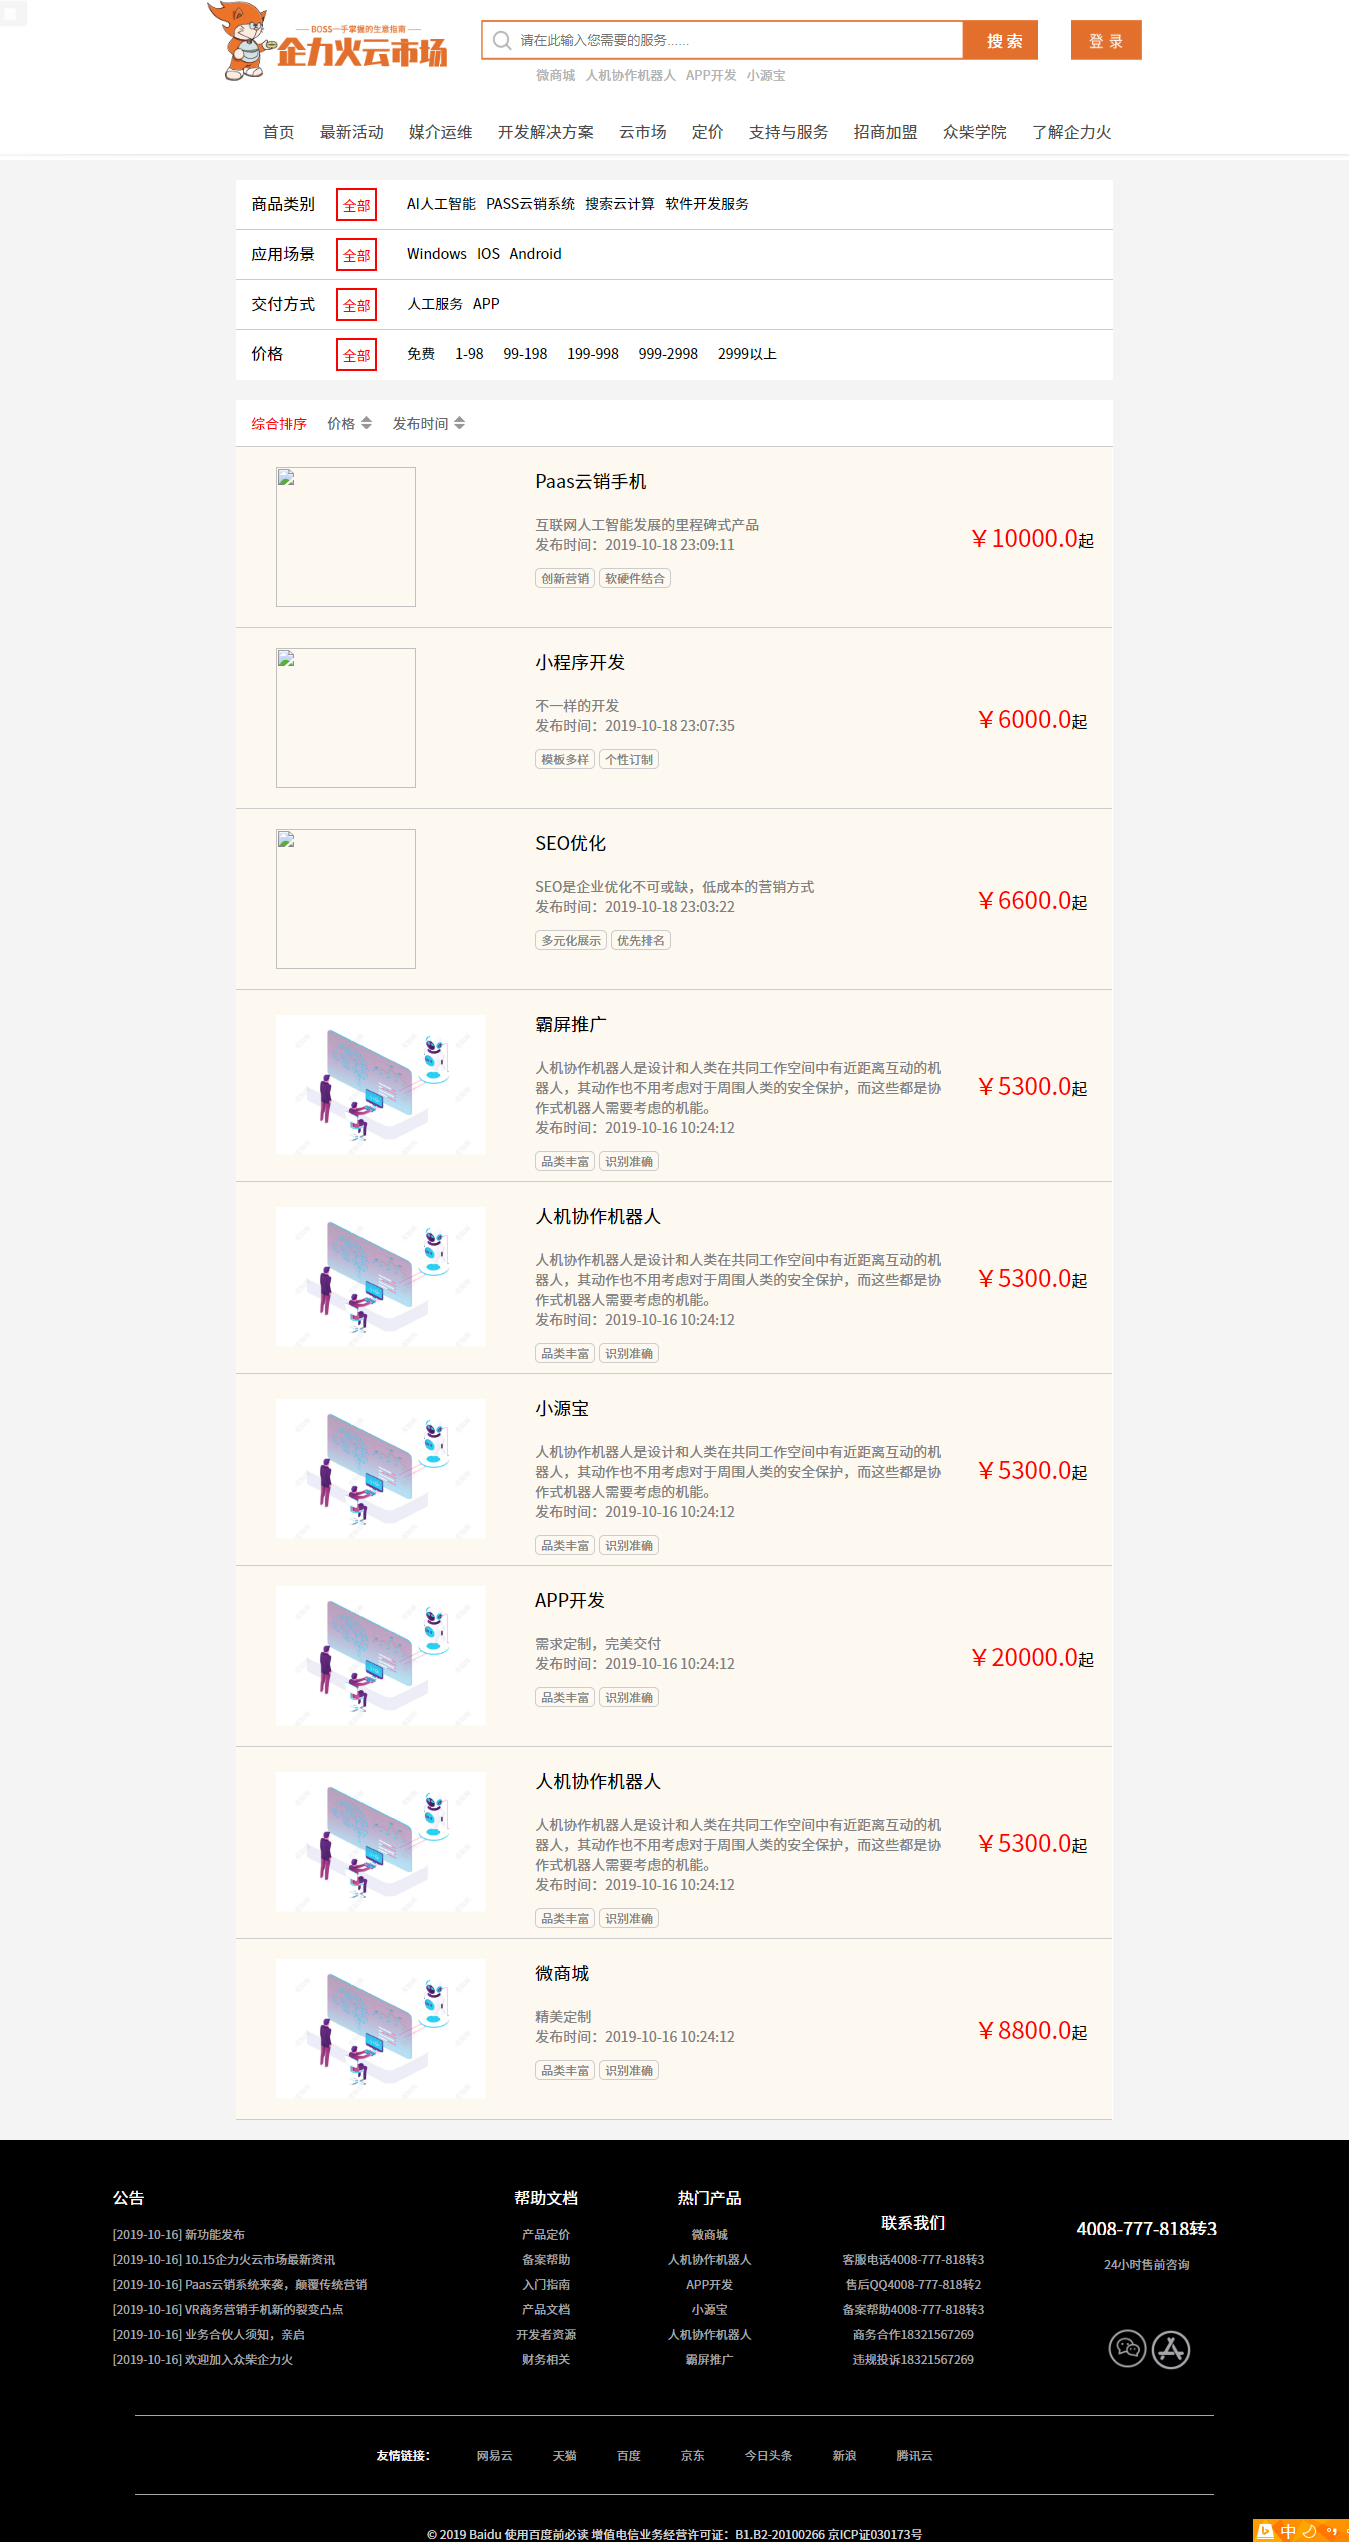 BOSS一手掌握的生意指南
企力火云市场
请在此输入您需要的服务......
搜 索
登 录
微商城 人机协作机器人 APP开发 小源宝
首页 最新活动 媒介运维 开发解决方案 云市场 定价 支持与服务 招商加盟 众柴学院 了解企力火
商品类别 全部 AI人工智能 PASS云销系统 搜索云计算 软件开发服务
应用场景 全部 Windows IOS Android
交付方式 全部 人工服务 APP
价格 全部 免费 1-98 99-198 199-998 999-2998 2999以上
综合排序 价格 发布时间
Paas云销手机
互联网人工智能发展的里程碑式产品
发布时间：2019-10-18 23:09:11
￥10000.0起
创新营销 软硬件结合
小程序开发
不一样的开发
发布时间：2019-10-18 23:07:35
￥6000.0起
模板多样 个性订制
SEO优化
SEO是企业优化不可或缺，低成本的营销方式
发布时间：2019-10-18 23:03:22
￥6600.0起
多元化展示 优先排名
霸屏推广
人机协作机器人是设计和人类在共同工作空间中有近距离互动的机
器人，其动作也不用考虑对于周围人类的安全保护，而这些都是协
作式机器人需要考虑的机能。
发布时间：2019-10-16 10:24:12
￥5300.0起
品类丰富 识别准确
人机协作机器人
人机协作机器人是设计和人类在共同工作空间中有近距离互动的机
器人，其动作也不用考虑对于周围人类的安全保护，而这些都是协
作式机器人需要考虑的机能。
发布时间：2019-10-16 10:24:12
￥5300.0起
品类丰富 识别准确
小源宝
人机协作机器人是设计和人类在共同工作空间中有近距离互动的机
器人，其动作也不用考虑对于周围人类的安全保护，而这些都是协
作式机器人需要考虑的机能。
发布时间：2019-10-16 10:24:12
￥5300.0起
品类丰富 识别准确
APP开发
需求定制，完美交付
发布时间：2019-10-16 10:24:12
￥20000.0起
品类丰富 识别准确
人机协作机器人
人机协作机器人是设计和人类在共同工作空间中有近距离互动的机
器人，其动作也不用考虑对于周围人类的安全保护，而这些都是协
作式机器人需要考虑的机能。
发布时间：2019-10-16 10:24:12
￥5300.0起
品类丰富 识别准确
微商城
精美定制
发布时间：2019-10-16 10:24:12
￥8800.0起
品类丰富 识别准确
公告
[2019-10-16] 新功能发布
[2019-10-16] 10.15企力火云市场最新资讯
[2019-10-16] Paas云销系统来袭，颠覆传统营销
[2019-10-16] VR商务营销手机新的裂变凸点
[2019-10-16] 业务合伙人须知，亲启
[2019-10-16] 欢迎加入众柴企力火
帮助文档
产品定价
备案帮助
入门指南
产品文档
开发者资源
财务相关
热门产品
微商城
人机协作机器人
APP开发
小源宝
人机协作机器人
霸屏推广
联系我们
客服电话4008-777-818转3
售后QQ4008-777-818转2
备案帮助4008-777-818转3
商务合作18321567269
违规投诉18321567269
4008-777-818转3
24小时售前咨询
友情链接： 网易云 天猫 百度 京东 今日头条 新浪 腾讯云
© 2019 Baidu 使用百度前必读 增值电信业务经营许可证：B1.B2-20100266 京ICP证030173号
中